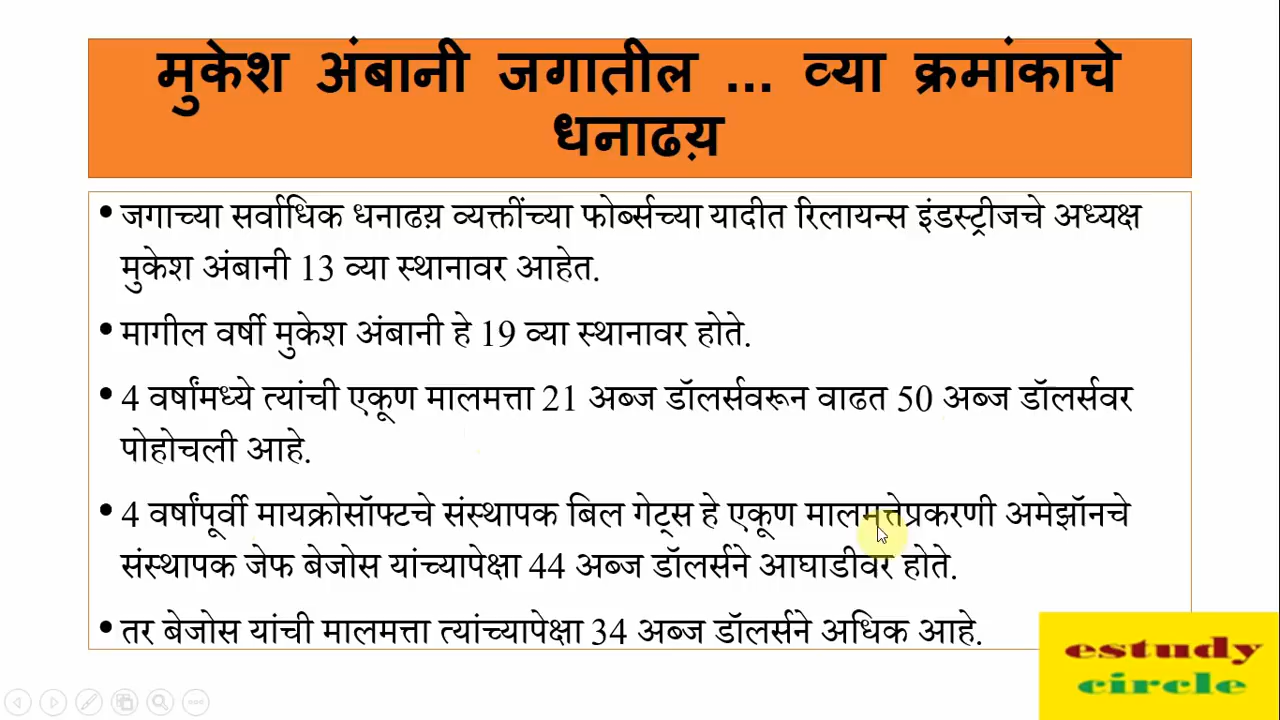 मुकेश अंबानी जगातील ... व्या क्रमांकाचे
धनाढय़
• जगाच्या सर्वाधिक धनाढय़ व्यक्तींच्या फोर्ब्सच्या यादीत रिलायन्स इंडस्ट्रीजचे अध्यक्ष
मुकेश अंबानी 13 व्या स्थानावर आहेत.
• मागील वर्षी मुकेश अंबानी हे 19 व्या स्थानावर होते.
• 4 वर्षांमध्ये त्यांची एकूण मालमत्ता 21 अब्ज डॉलर्सवरून वाढत 50 अब्ज डॉलर्सवर
पोहोचली आहे.
• 4 वर्षांपूर्वी मायक्रोसॉफ्टचे संस्थापक बिल गेट्स हे एकूण मालमत्तेप्रकरणी अमेझॉनचे
संस्थापक जेफ बेजोस यांच्यापेक्षा 44 अब्ज डॉलर्सने आघाडीवर होते.
• तर बेजोस यांची मालमत्ता त्यांच्यापेक्षा 34 अब्ज डॉलर्सने अधिक आहे.
estudy
circle